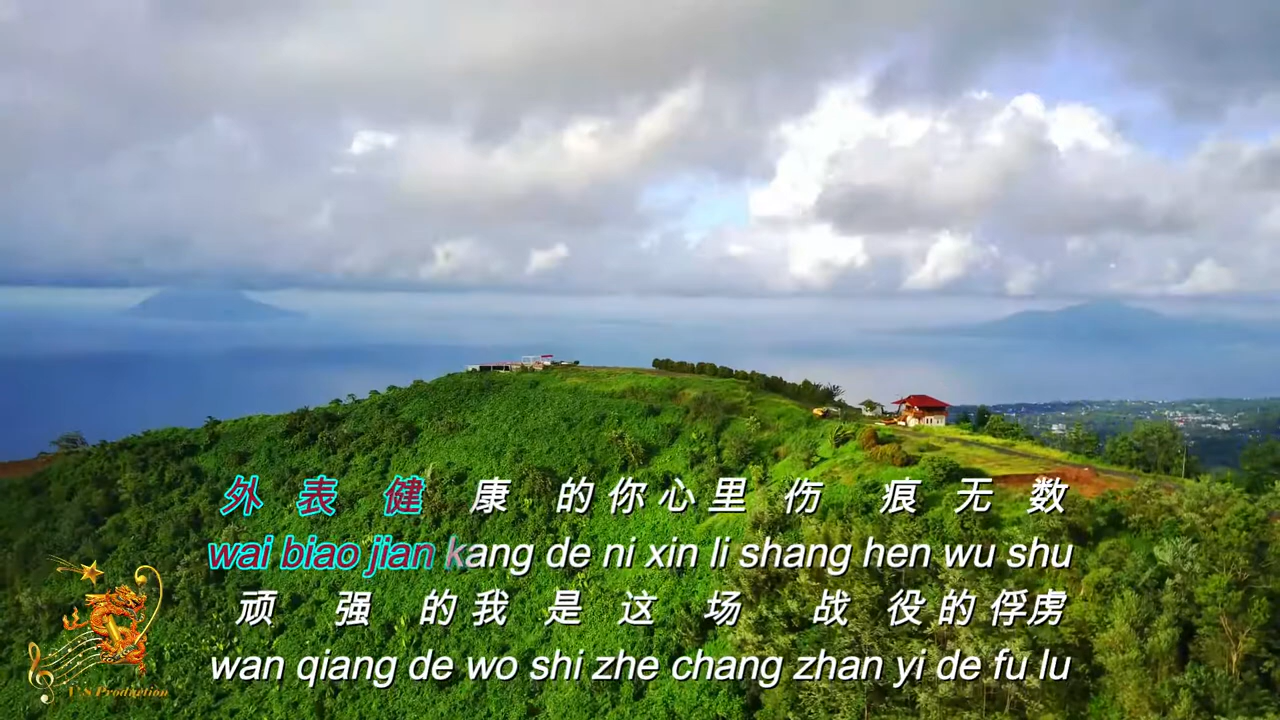 外表健康的你心里伤痕无数
wai biao jian kang de ni xin li shang hen wu shu
顽强的我是这场战役的俘虏
wan qiang de wo shi zhe chang zhan yi de fu lu
V.S Production